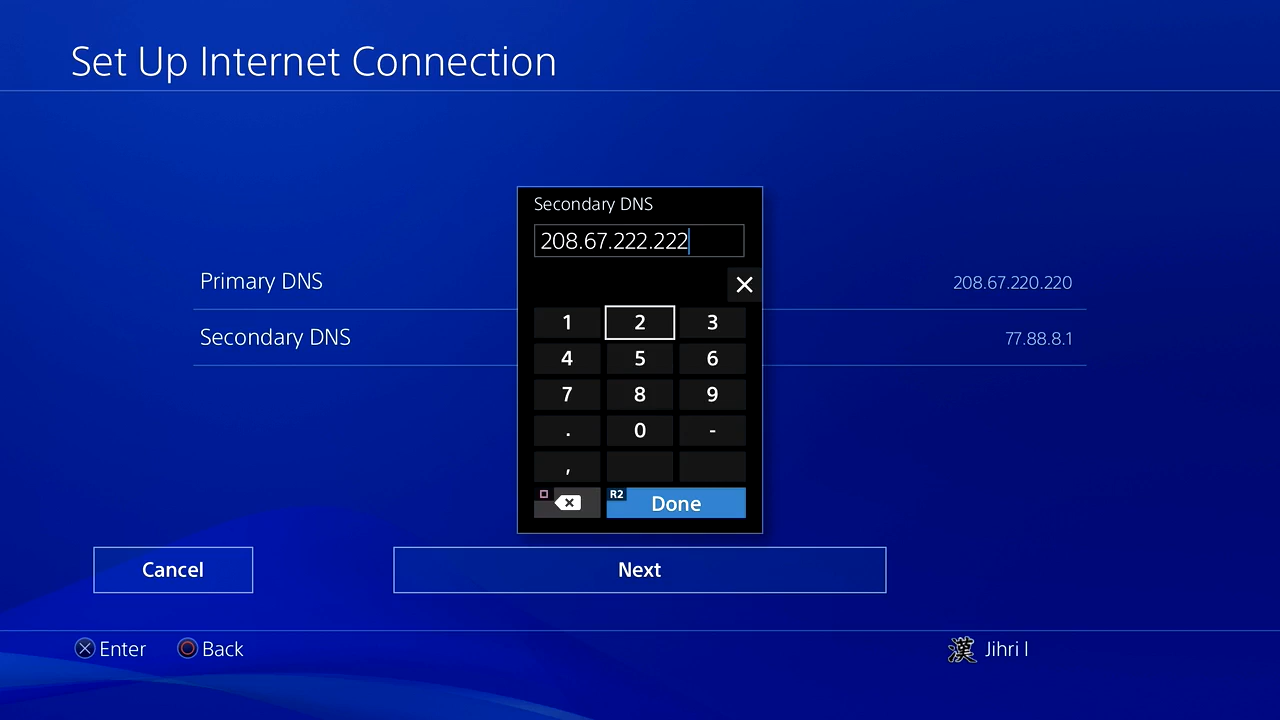 Set Up Internet Connection
Secondary DNS
208.67.222.222
Primary DNS 208.67.220.220
Secondary DNS 77.88.8.1
1 2 3
4 5 6
7 8 9
. 0 -
,
R2 Done
Cancel Next
Enter Back 漢 Jihri l